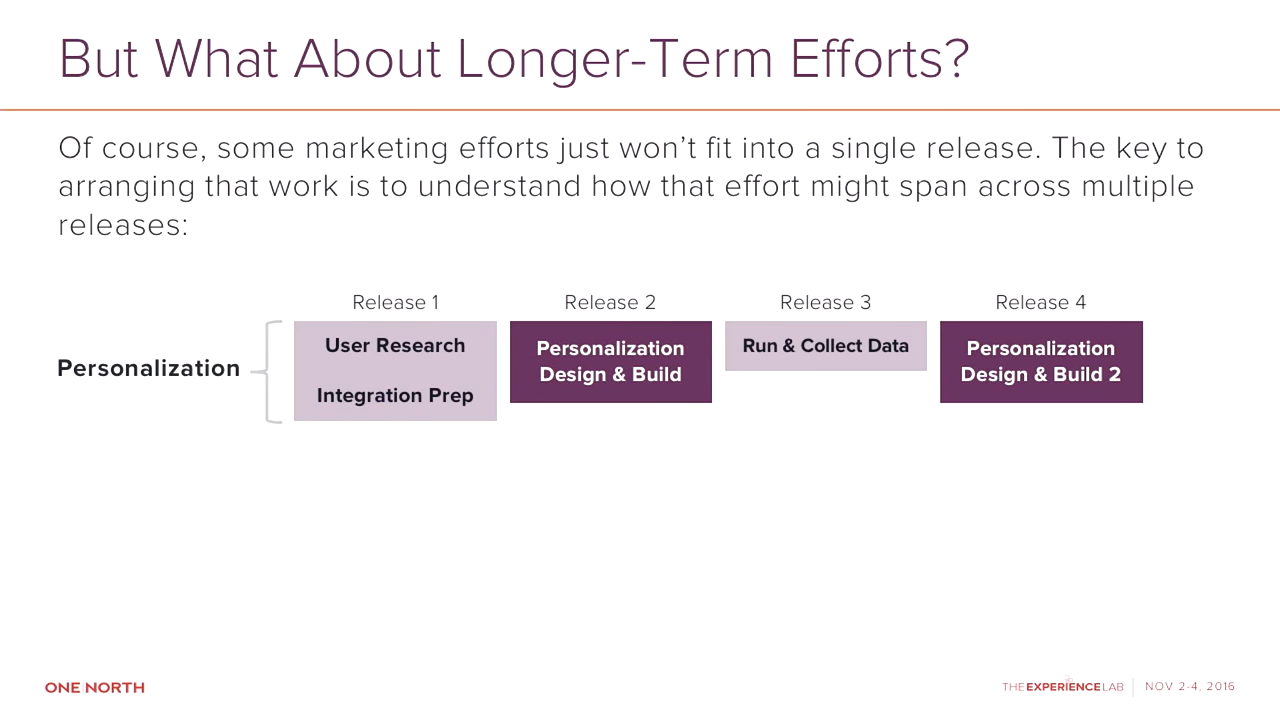 But What About Longer-Term Efforts?
Of course, some marketing efforts just won’t fit into a single release. The key to
arranging that work is to understand how that effort might span across multiple
releases:
Release 1
Release 2
Release 3
Release 4
Personalization
User Research
Integration Prep
Personalization
Design & Build
Run & Collect Data
Personalization
Design & Build 2
ONE NORTH
THE EXPERIENCE LAB
NOV 2-4, 2016